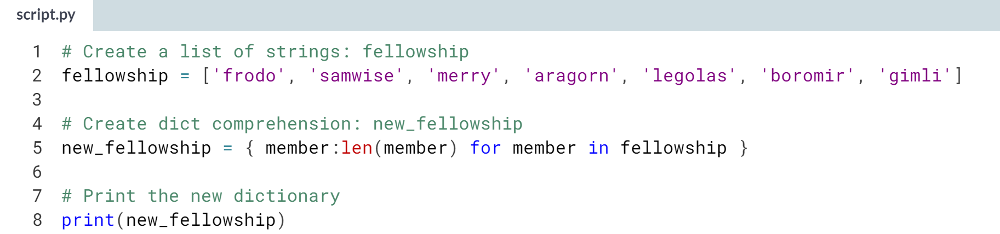 script.py
1 # Create a list of strings: fellowship
2 fellowship = ['frodo', 'samwise', 'merry', 'aragorn', 'legolas', 'boromir', 'gimli']
3
4 # Create dict comprehension: new_fellowship
5 new_fellowship = { member:len(member) for member in fellowship }
6
7 # Print the new dictionary
8 print(new_fellowship)